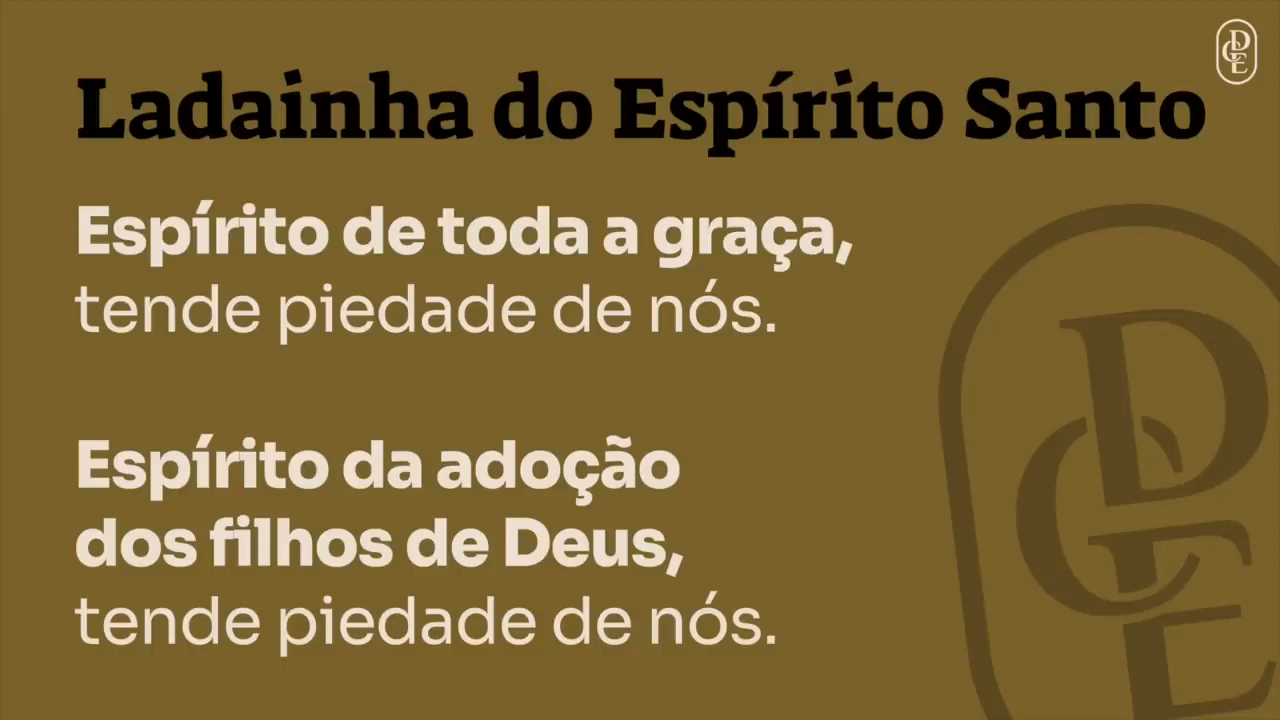 Ladainha do Espírito Santo
Espírito de toda a graça,
tende piedade de nós.
Espírito da adoção
dos filhos de Deus,
tende piedade de nós.